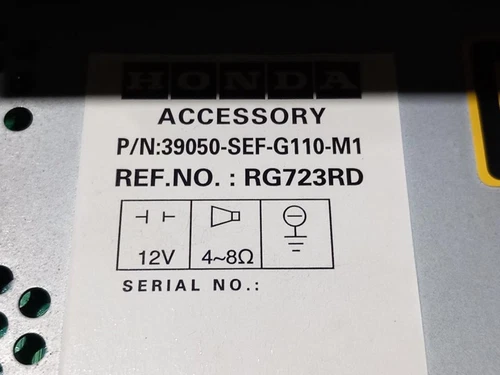 HONDA
ACCESSORY
P/N:39050-SEF-G110-M1
REF.NO. : RG723RD
12V 4~8Ω
SERIAL NO.: